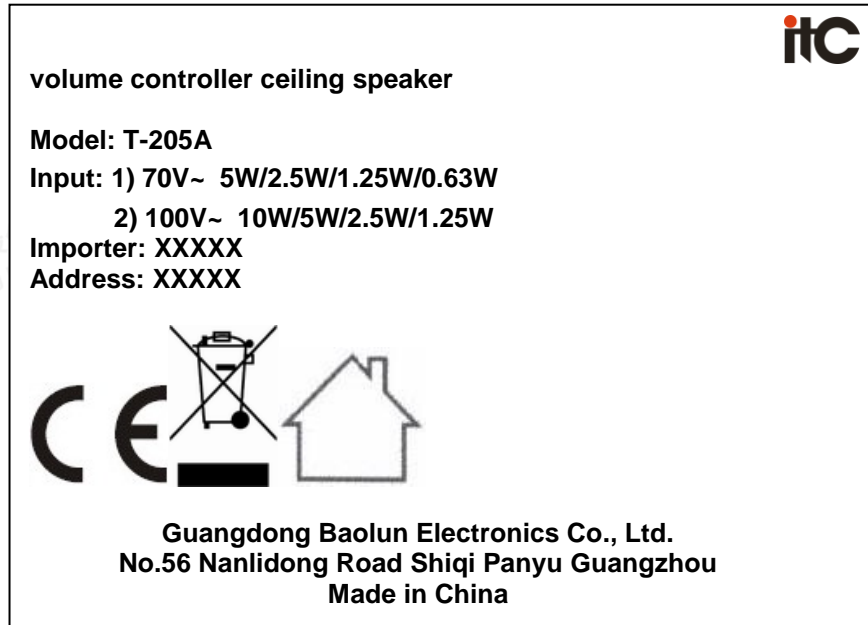 itc
volume controller ceiling speaker
Model: T-205A
Input: 1) 70V~ 5W/2.5W/1.25W/0.63W
2) 100V~ 10W/5W/2.5W/1.25W
Importer: XXXXX
Address: XXXXX
CE
Guangdong Baolun Electronics Co., Ltd.
No.56 Nanlidong Road Shiqi Panyu Guangzhou
Made in China